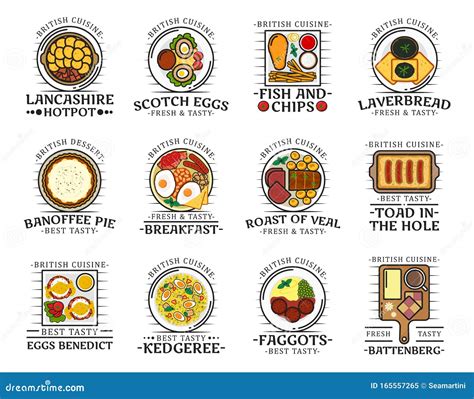 BRITISH CUISINE
LANCASHIRE
HOTPOT
BRITISH CUISINE
SCOTCH EGGS
FRESH & TASTY
BRITISH CUISINE
FISH AND
CHIPS
BRITISH CUISINE
LAVERBREAD
FRESH & TASTY
BRITISH DESSERT
BANOFFEE PIE
BEST TASTY
BRITISH CUISINE
FRESH & TASTY
BREAKFAST
BRITISH CUISINE
ROAST OF VEAL
FRESH & TASTY
BRITISH CUISINE
BEST TASTY
TOAD IN
THE HOLE
BRITISH CUISINE
BEST TASTY
EGGS BENEDICT
BRITISH CUISINE
BEST TASTY
KEDGEREE
BRITISH CUISINE
FAGGOTS
BEST TASTY
BRITISH CUISINE
FRESH TASTY
BATTENBERG
dreamstime.com
ID 165557265 © Seamartini